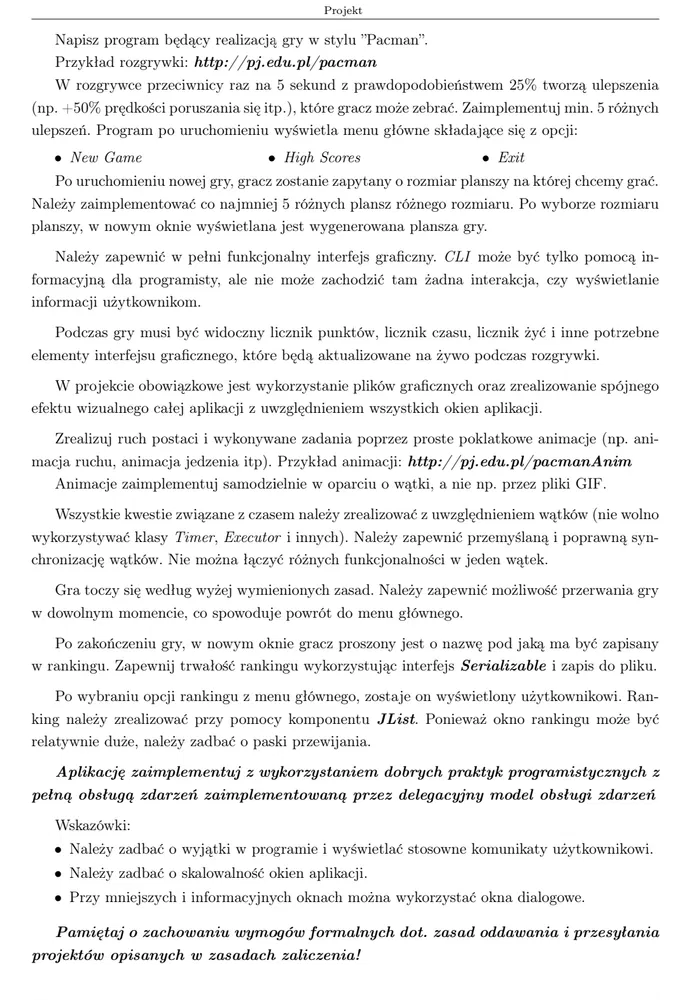 Projekt
Napisz program będący realizacją gry w stylu ”Pacman”.
Przykład rozgrywki: http://pj.edu.pl/pacman
W rozgrywce przeciwnicy raz na 5 sekund z prawdopodobieństwem 25% tworzą ulepszenia
(np. +50% prędkości poruszania się itp.), które gracz może zebrać. Zaimplementuj min. 5 różnych
ulepszeń. Program po uruchomieniu wyświetla menu główne składające się z opcji:
• New Game • High Scores • Exit
Po uruchomieniu nowej gry, gracz zostanie zapytany o rozmiar planszy na której chcemy grać.
Należy zaimplementować co najmniej 5 różnych plansz różnego rozmiaru. Po wyborze rozmiaru
planszy, w nowym oknie wyświetlana jest wygenerowana plansza gry.
Należy zapewnić w pełni funkcjonalny interfejs graficzny. CLI może być tylko pomocą in-
formacyjną dla programisty, ale nie może zachodzić tam żadna interakcja, czy wyświetlanie
informacji użytkownikom.
Podczas gry musi być widoczny licznik punktów, licznik czasu, licznik żyć i inne potrzebne
elementy interfejsu graficznego, które będą aktualizowane na żywo podczas rozgrywki.
W projekcie obowiązkowe jest wykorzystanie plików graficznych oraz zrealizowanie spójnego
efektu wizualnego całej aplikacji z uwzględnieniem wszystkich okien aplikacji.
Zrealizuj ruch postaci i wykonywane zadania poprzez proste poklatkowe animacje (np. ani-
macja ruchu, animacja jedzenia itp). Przykład animacji: http://pj.edu.pl/pacmanAnim
Animacje zaimplementuj samodzielnie w oparciu o wątki, a nie np. przez pliki GIF.
Wszystkie kwestie związane z czasem należy zrealizować z uwzględnieniem wątków (nie wolno
wykorzystywać klasy Timer, Executor i innych). Należy zapewnić przemyślaną i poprawną syn-
chronizację wątków. Nie można łączyć różnych funkcjonalności w jeden wątek.
Gra toczy się według wyżej wymienionych zasad. Należy zapewnić możliwość przerwania gry
w dowolnym momencie, co spowoduje powrót do menu głównego.
Po zakończeniu gry, w nowym oknie gracz proszony jest o nazwę pod jaką ma być zapisany
w rankingu. Zapewnij trwałość rankingu wykorzystując interfejs Serializable i zapis do pliku.
Po wybraniu opcji rankingu z menu głównego, zostaje on wyświetlony użytkownikowi. Ran-
king należy zrealizować przy pomocy komponentu JList. Ponieważ okno rankingu może być
relatywnie duże, należy zadbać o paski przewijania.
Aplikację zaimplementuj z wykorzystaniem dobrych praktyk programistycznych z
pełną obsługą zdarzeń zaimplementowaną przez delegacyjny model obsługi zdarzeń
Wskazówki:
• Należy zadbać o wyjątki w programie i wyświetlać stosowne komunikaty użytkownikowi.
• Należy zadbać o skalowalność okien aplikacji.
• Przy mniejszych i informacyjnych oknach można wykorzystać okna dialogowe.
Pamiętaj o zachowaniu wymogów formalnych dot. zasad oddawania i przesyłania
projektów opisanych w zasadach zaliczenia!